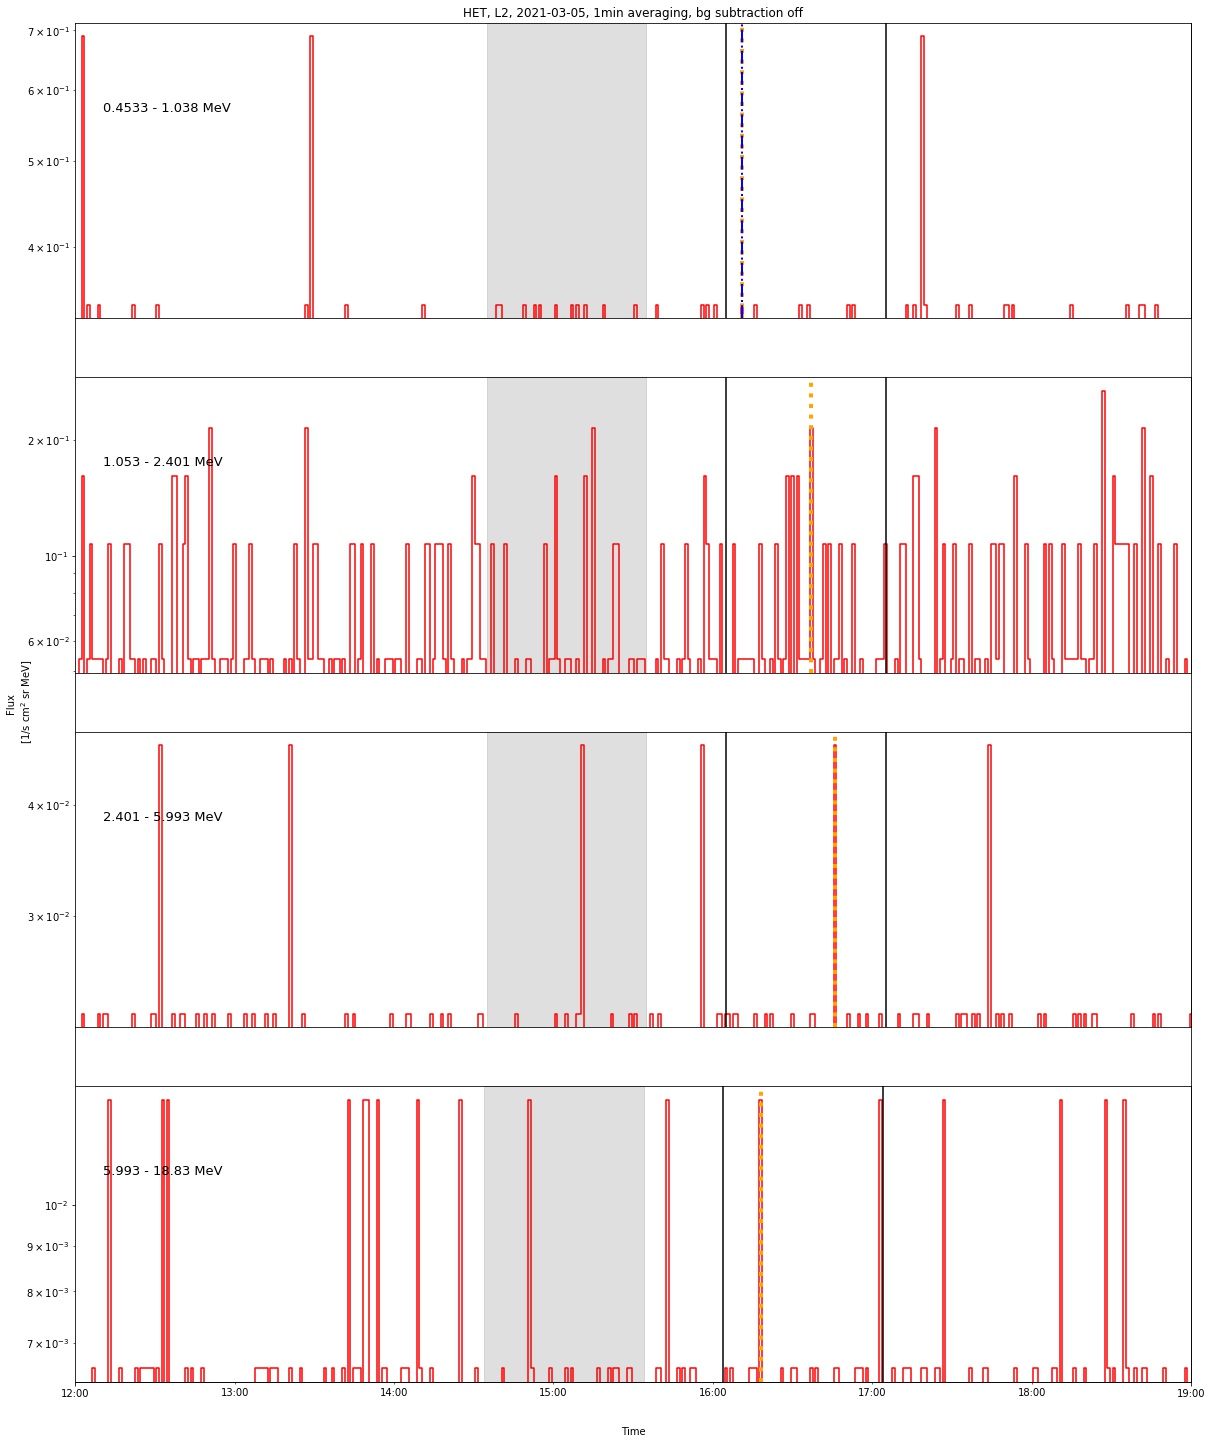 HET, L2, 2021-03-05, 1min averaging, bg subtraction off
7 × 10⁻¹
6 × 10⁻¹
0.4533 - 1.038 MeV
5 × 10⁻¹
4 × 10⁻¹
2 × 10⁻¹
1.053 - 2.401 MeV
10⁻¹
6 × 10⁻²
Flux
[1/s cm² sr MeV]
4 × 10⁻²
2.401 - 5.993 MeV
3 × 10⁻²
5.993 - 18.83 MeV
10⁻²
9 × 10⁻³
8 × 10⁻³
7 × 10⁻³
12:00 13:00 14:00 15:00 16:00 17:00 18:00 19:00
Time